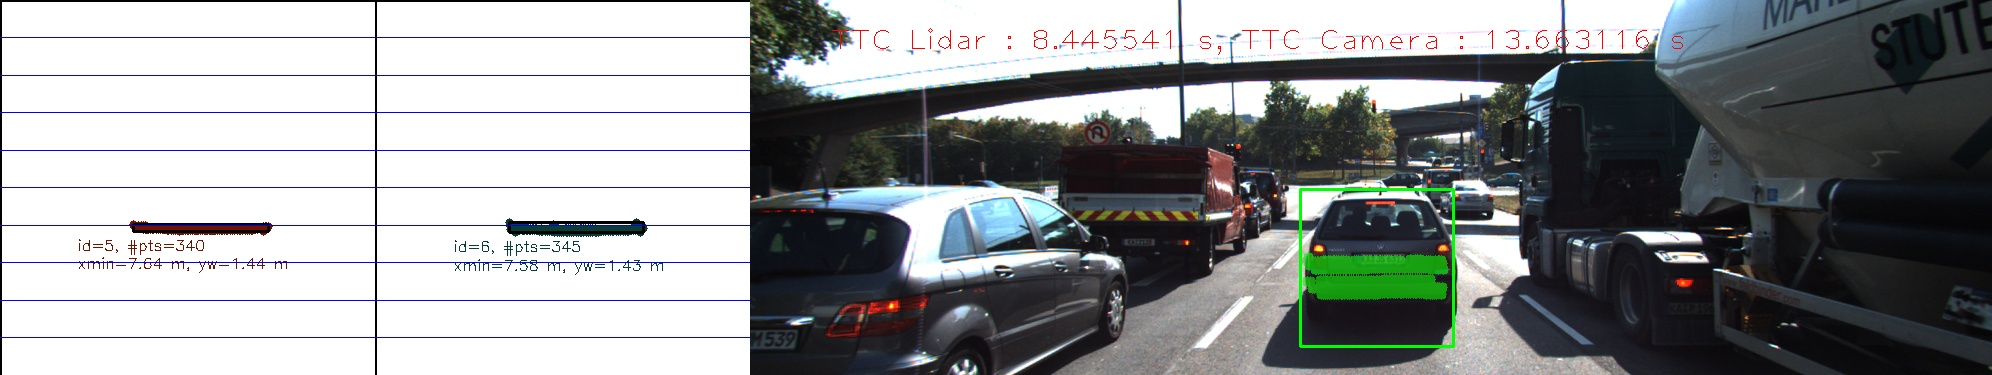 id=5, #pts=340
xmin=7.64 m, yw=1.44 m
id=6, #pts=345
xmin=7.58 m, yw=1.43 m
TTC Lidar : 8.445541 s, TTC Camera : 13.663116 s
STUTE
539